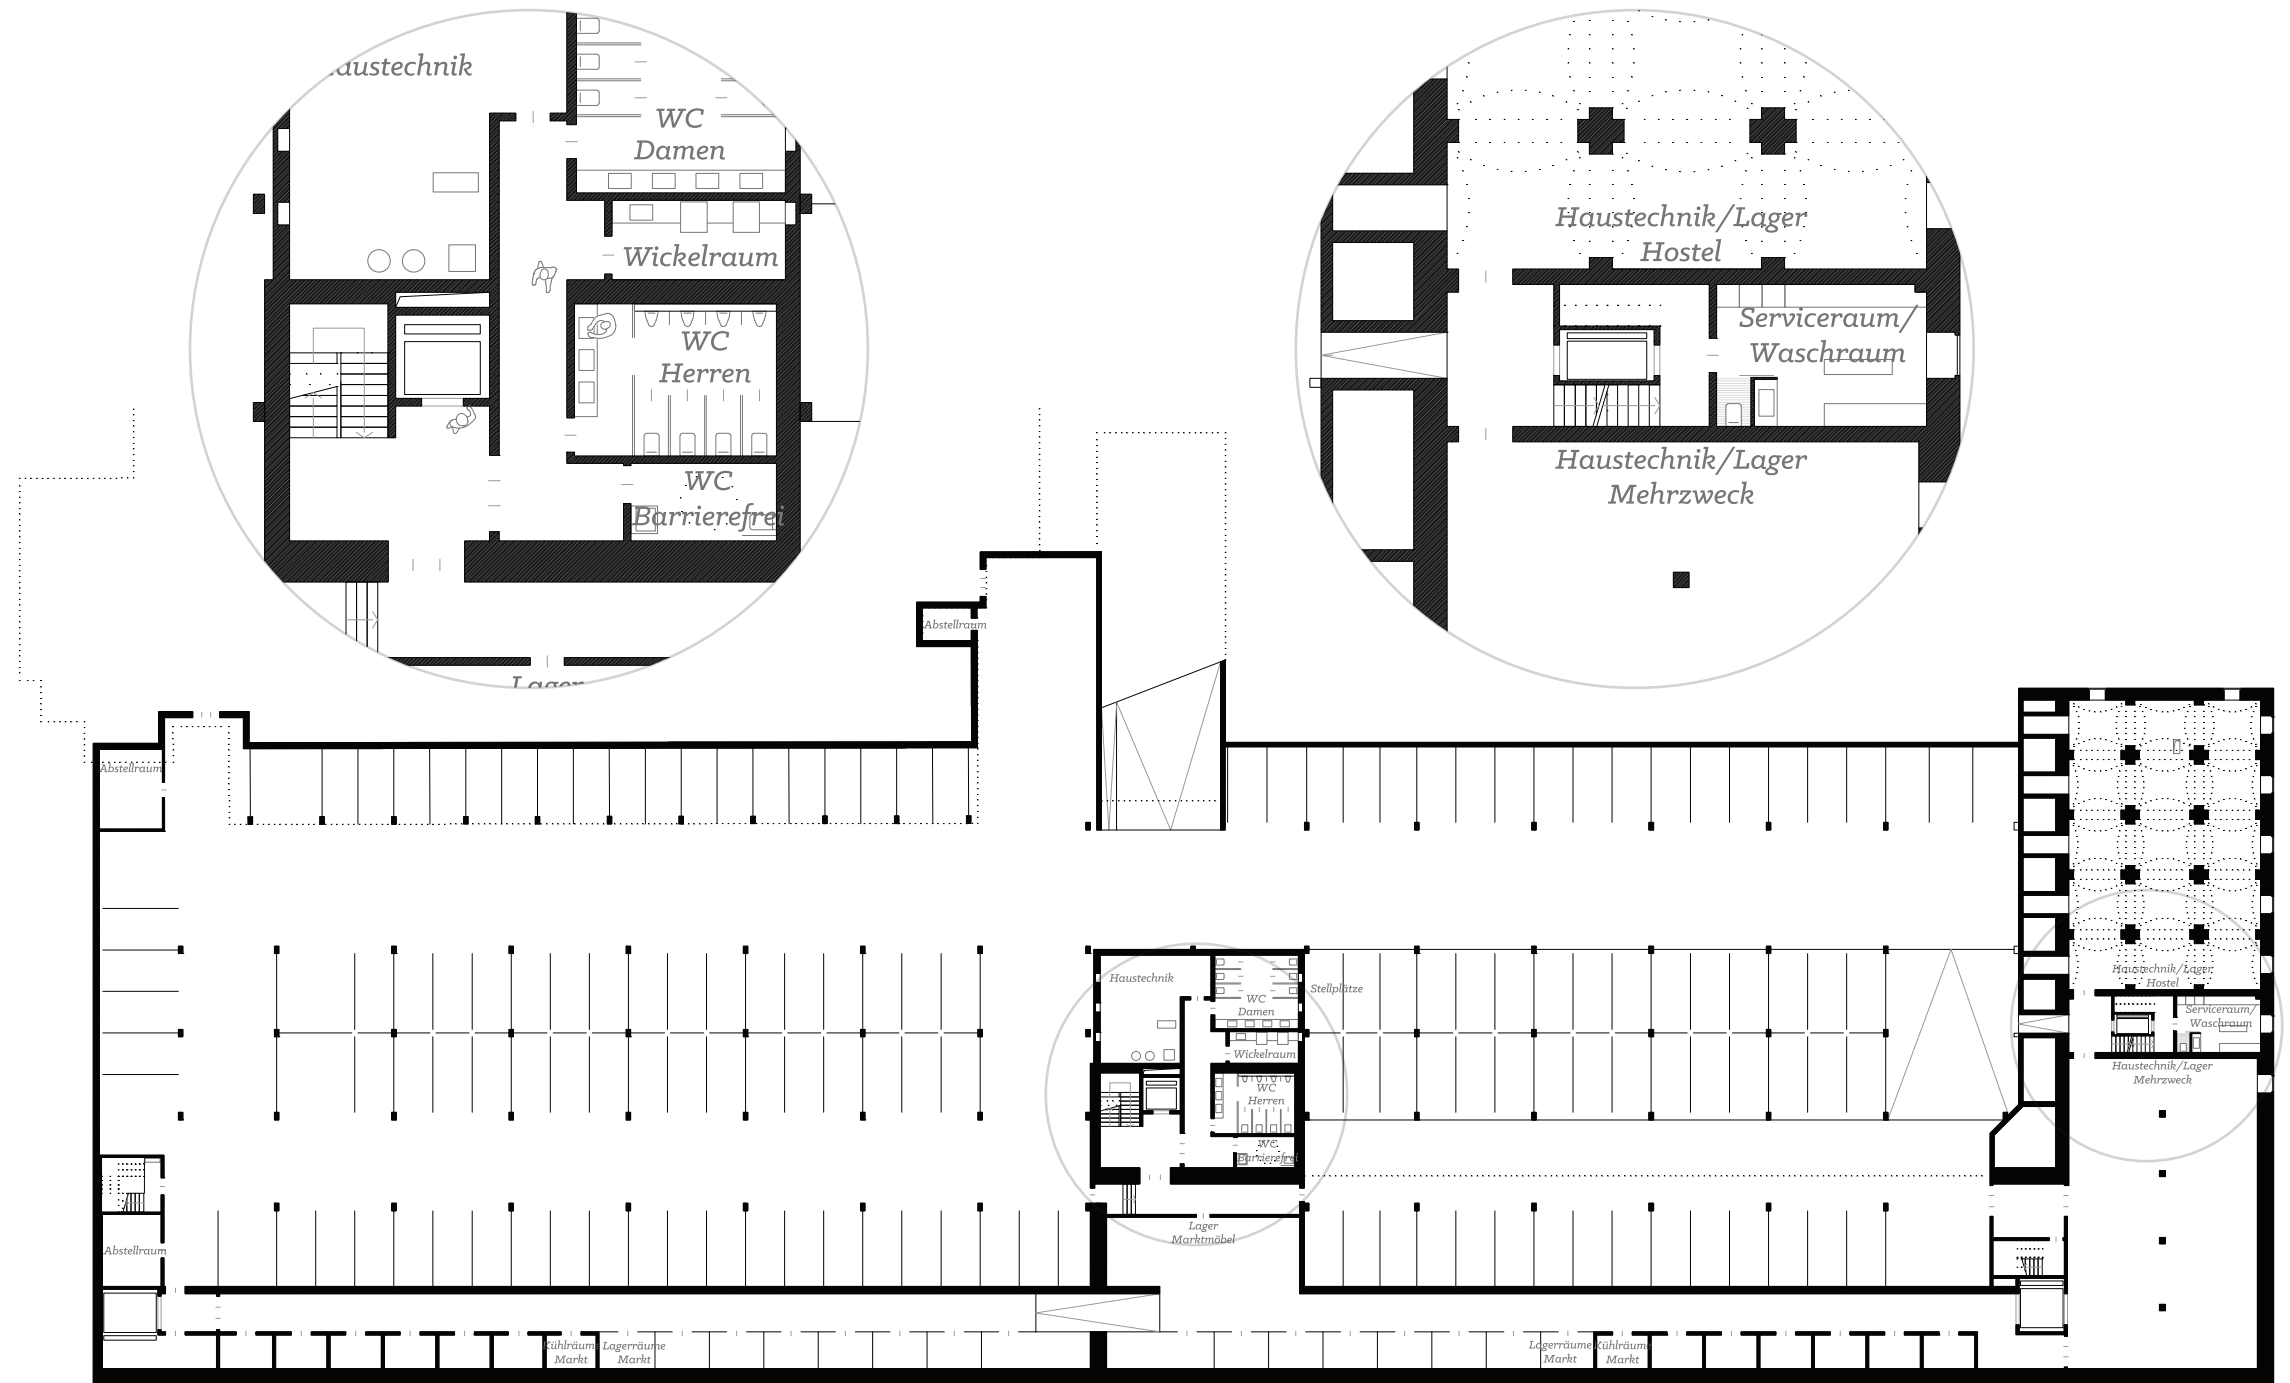 Haustechnik
WC
Damen
Wickelraum
WC
Herren
WC
Barrierefrei
Lager
Haustechnik/Lager
Hostel
Serviceraum/
Waschraum
Haustechnik/Lager
Mehrzweck
Abstellraum
Abstellraum
Haustechnik
WC
Damen
Stellplätze
Wickelraum
WC
Herren
WC
Barrierefrei
Lager
Marktmöbel
Haustechnik/Lager
Hostel
Serviceraum/
Waschraum
Haustechnik/Lager
Mehrzweck
Abstellraum
Kühlräume
Markt
Lagerräume
Markt
Lagerräume
Markt
Kühlräume
Markt